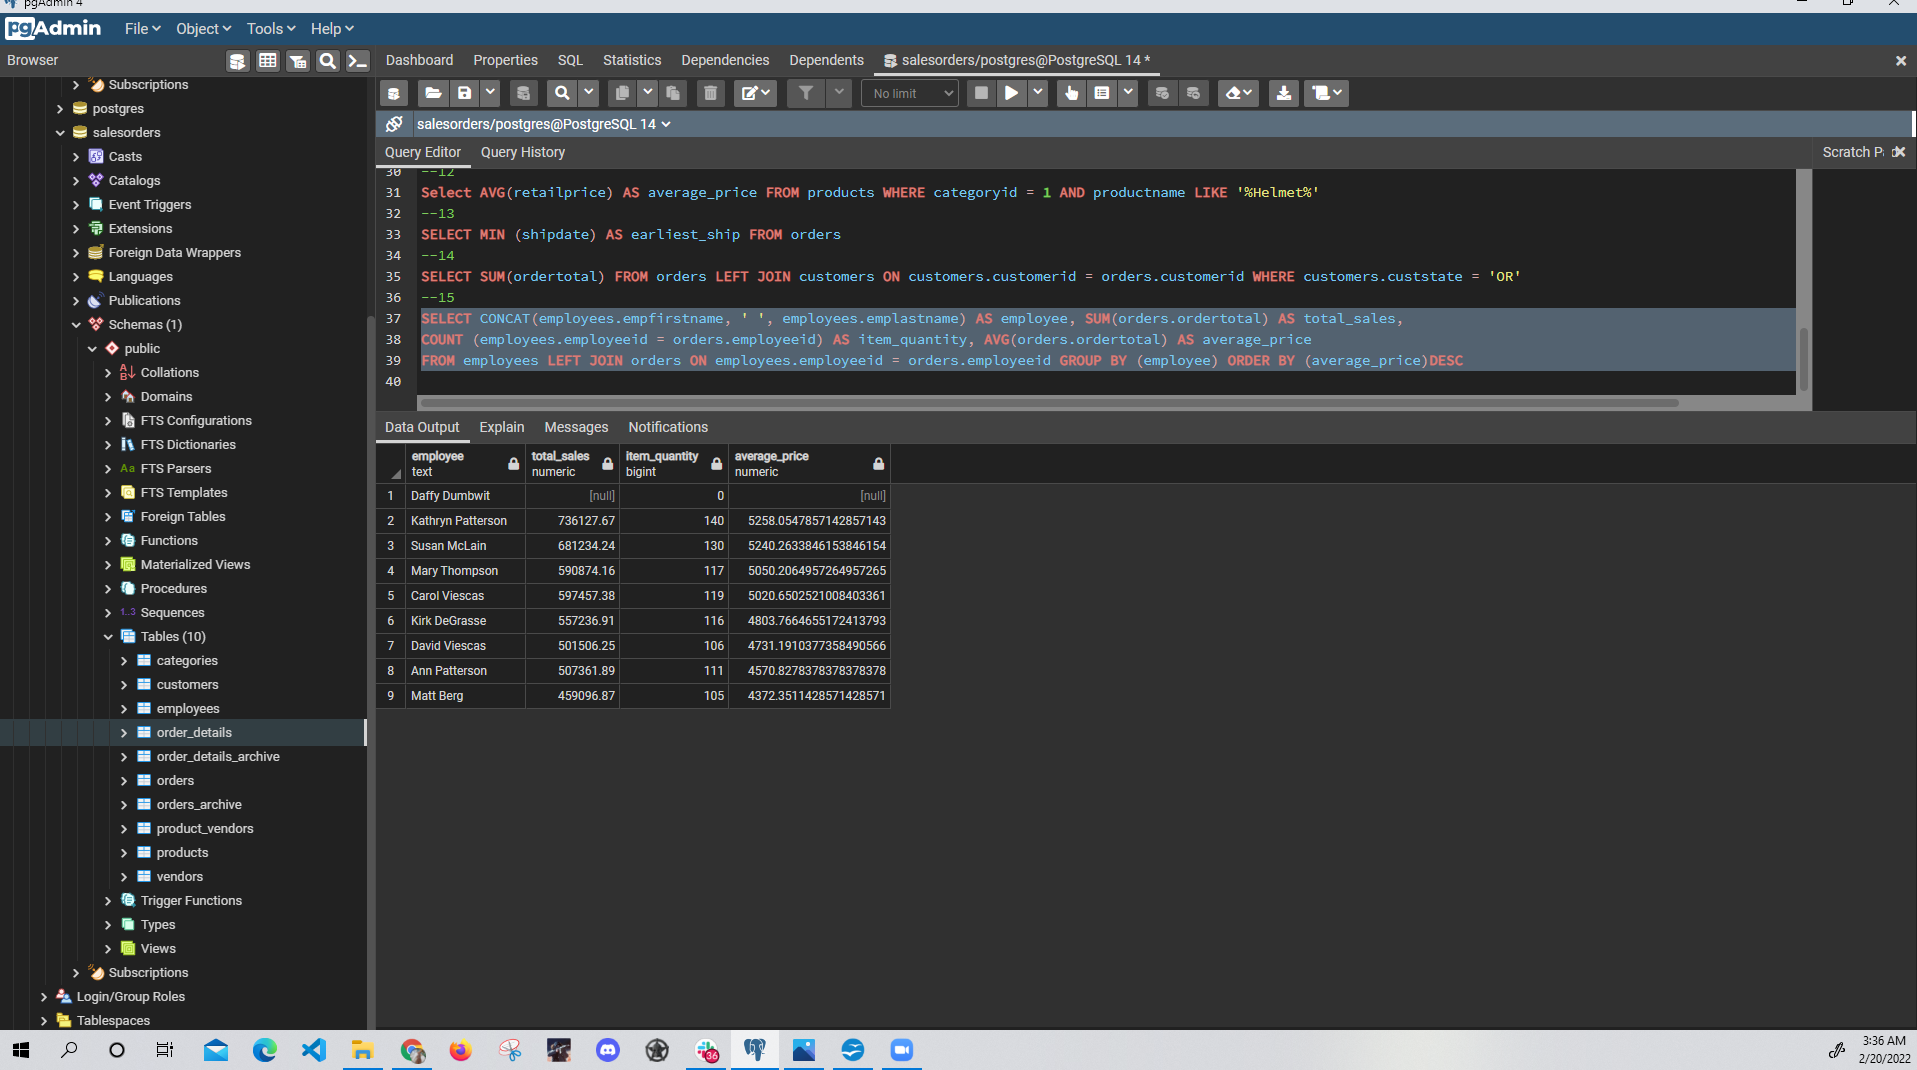 pgAdmin 4
pgAdmin
File
Object
Tools
Help
Browser
Dashboard
Properties
SQL
Statistics
Dependencies
Dependents
salesorders/postgres@PostgreSQL 14 *
No limit
salesorders/postgres@PostgreSQL 14
Query Editor
Query History
Scratch P
Subscriptions
postgres
salesorders
Casts
Catalogs
Event Triggers
Extensions
Foreign Data Wrappers
Languages
Publications
Schemas (1)
public
Collations
Domains
FTS Configurations
FTS Dictionaries
Aa FTS Parsers
FTS Templates
Foreign Tables
Functions
Materialized Views
Procedures
1..3 Sequences
Tables (10)
categories
customers
employees
order_details
order_details_archive
orders
orders_archive
product_vendors
products
vendors
Trigger Functions
Types
Views
Subscriptions
Login/Group Roles
Tablespaces
30 --12
31 Select AVG(retailprice) AS average_price FROM products WHERE categoryid = 1 AND productname LIKE '%Helmet%'
32 --13
33 SELECT MIN (shipdate) AS earliest_ship FROM orders
34 --14
35 SELECT SUM(ordertotal) FROM orders LEFT JOIN customers ON customers.customerid = orders.customerid WHERE customers.custstate = 'OR'
36 --15
37 SELECT CONCAT(employees.empfirstname, ' ', employees.emplastname) AS employee, SUM(orders.ordertotal) AS total_sales,
38 COUNT (employees.employeeid = orders.employeeid) AS item_quantity, AVG(orders.ordertotal) AS average_price
39 FROM employees LEFT JOIN orders ON employees.employeeid = orders.employeeid GROUP BY (employee) ORDER BY (average_price)DESC
40
Data Output
Explain
Messages
Notifications
employee total_sales item_quantity average_price
text numeric bigint numeric
1 Daffy Dumbwit [null] 0 [null]
2 Kathryn Patterson 736127.67 140 5258.0547857142857143
3 Susan McLain 681234.24 130 5240.2633846153846154
4 Mary Thompson 590874.16 117 5050.2064957264957265
5 Carol Viescas 597457.38 119 5020.6502521008403361
6 Kirk DeGrasse 557236.91 116 4803.7664655172413793
7 David Viescas 501506.25 106 4731.1910377358490566
8 Ann Patterson 507361.89 111 4570.8278378378378378
9 Matt Berg 459096.87 105 4372.3511428571428571
36
3:36 AM
2/20/2022